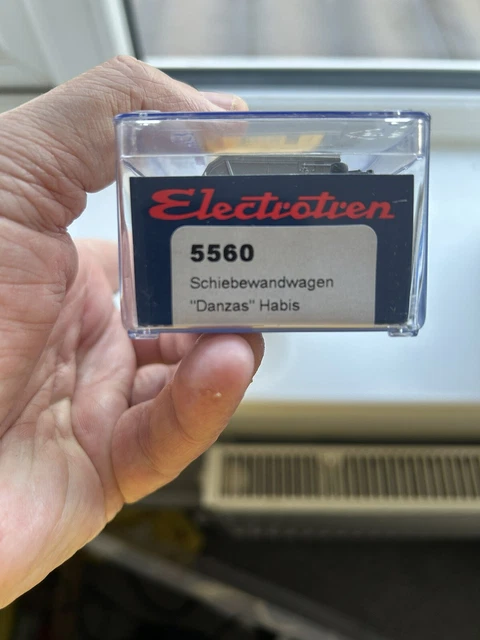 Electrotren
5560
Schiebewandwagen
"Danzas" Habis